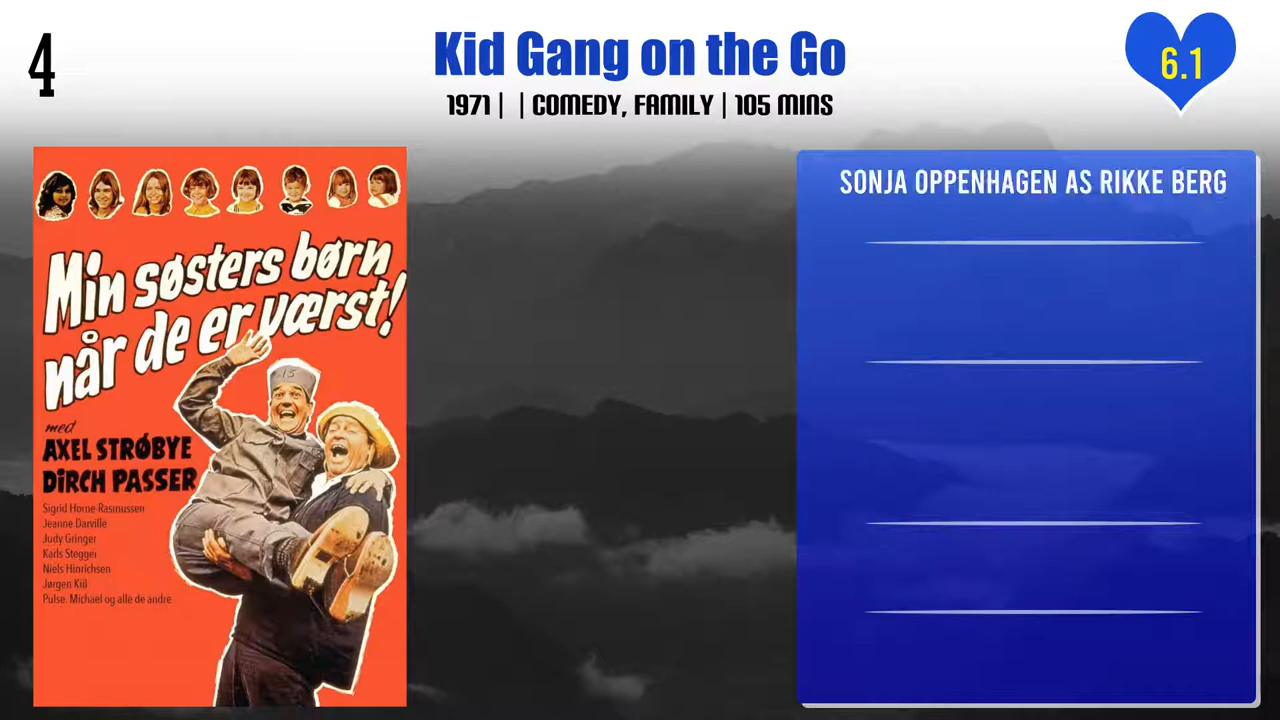 4
Kid Gang on the Go
1971 | | COMEDY, FAMILY | 105 MINS
6.1
SONJA OPPENHAGEN AS RIKKE BERG
Min søsters børn
når de er værst!
med
AXEL STRØBYE
DIRCH PASSER
Sigrid Horne-Rasmussen
Jeanne Darville
Judy Gringer
Karls Stegger
Niels Hinrichsen
Jørgen Kiil
Pulse, Michael og alle de andre
15